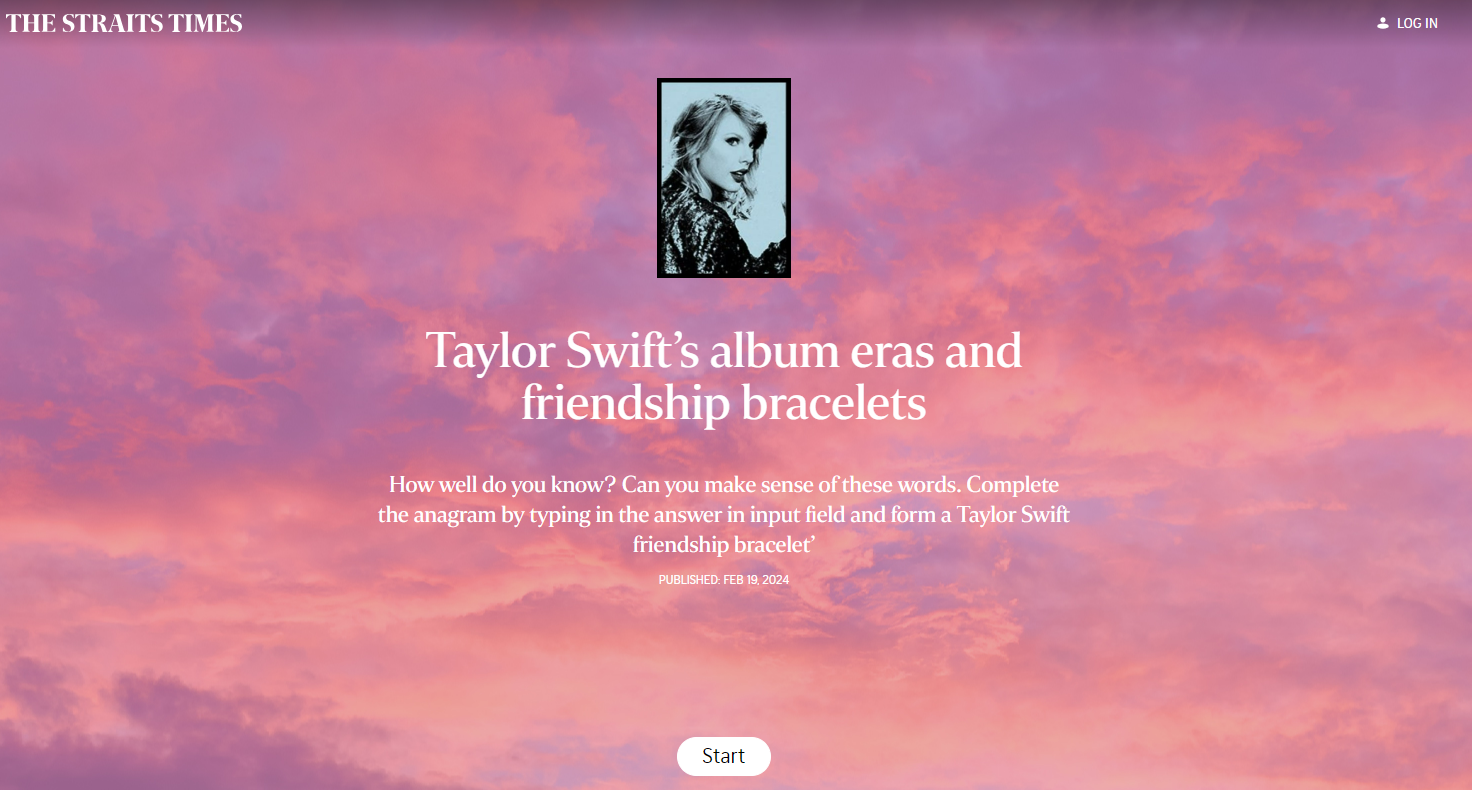 THE STRAITS TIMES
LOG IN
Taylor Swift’s album eras and
friendship bracelets
How well do you know? Can you make sense of these words. Complete
the anagram by typing in the answer in input field and form a Taylor Swift
friendship bracelet’
PUBLISHED: FEB 19, 2024
Start